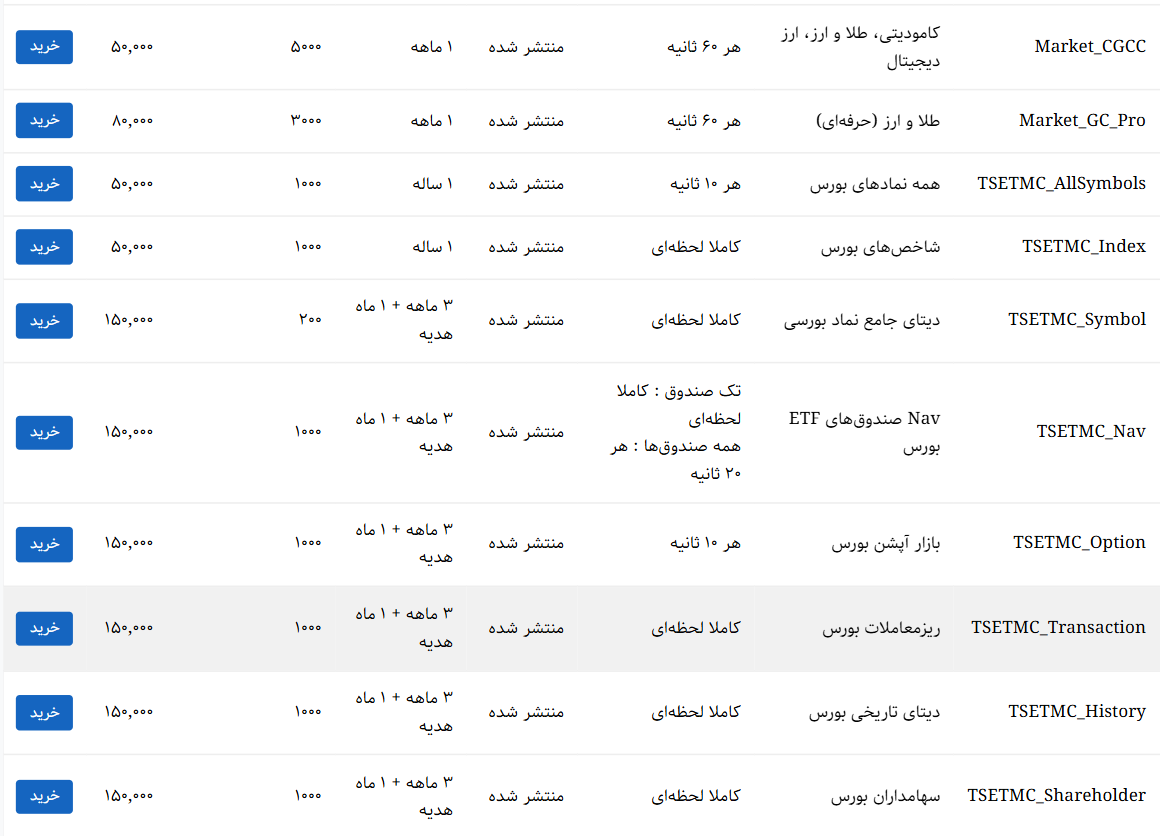 Market_CGCC کامودیتی، طلا و ارز، ارز دیجیتال هر ۶۰ ثانیه منتشر شده ۱ ماهه ۵۰۰۰ ۵۰,۰۰۰ خرید
Market_GC_Pro طلا و ارز (حرفه‌ای) هر ۶۰ ثانیه منتشر شده ۱ ماهه ۳۰۰۰ ۸۰,۰۰۰ خرید
TSETMC_AllSymbols همه نمادهای بورس هر ۱۰ ثانیه منتشر شده ۱ ساله ۱۰۰۰ ۵۰,۰۰۰ خرید
TSETMC_Index شاخص‌های بورس کاملا لحظه‌ای منتشر شده ۱ ساله ۱۰۰۰ ۵۰,۰۰۰ خرید
TSETMC_Symbol دیتای جامع نماد بورسی کاملا لحظه‌ای منتشر شده ۳ ماهه + ۱ ماه هدیه ۲۰۰ ۱۵۰,۰۰۰ خرید
TSETMC_Nav Nav صندوق‌های ETF بورس تک صندوق : کاملا لحظه‌ای همه صندوق‌ها : هر ۲۰ ثانیه منتشر شده ۳ ماهه + ۱ ماه هدیه ۱۰۰۰ ۱۵۰,۰۰۰ خرید
TSETMC_Option بازار آپشن بورس هر ۱۰ ثانیه منتشر شده ۳ ماهه + ۱ ماه هدیه ۱۰۰۰ ۱۵۰,۰۰۰ خرید
TSETMC_Transaction ریزمعاملات بورس کاملا لحظه‌ای منتشر شده ۳ ماهه + ۱ ماه هدیه ۱۰۰۰ ۱۵۰,۰۰۰ خرید
TSETMC_History دیتای تاریخی بورس کاملا لحظه‌ای منتشر شده ۳ ماهه + ۱ ماه هدیه ۱۰۰۰ ۱۵۰,۰۰۰ خرید
TSETMC_Shareholder سهامداران بورس کاملا لحظه‌ای منتشر شده ۳ ماهه + ۱ ماه هدیه ۱۰۰۰ ۱۵۰,۰۰۰ خرید